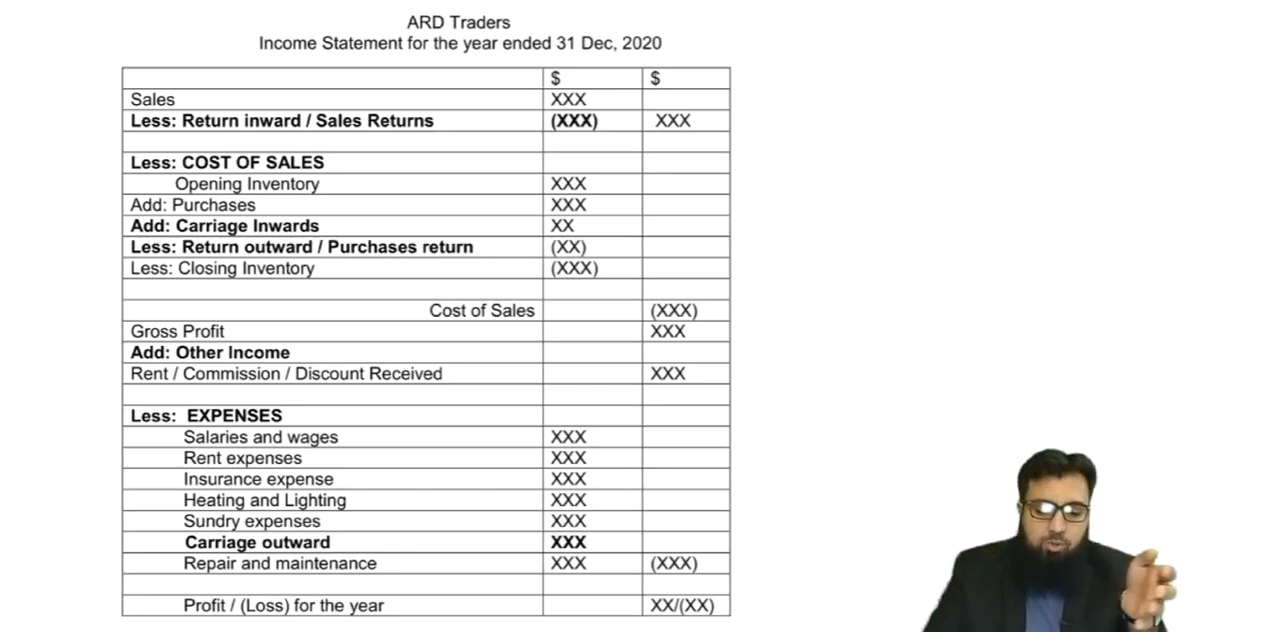 ARD Traders
Income Statement for the year ended 31 Dec, 2020
$ $
Sales XXX
Less: Return inward / Sales Returns (XXX) XXX
Less: COST OF SALES
Opening Inventory XXX
Add: Purchases XXX
Add: Carriage Inwards XX
Less: Return outward / Purchases return (XX)
Less: Closing Inventory (XXX)
Cost of Sales (XXX)
Gross Profit XXX
Add: Other Income
Rent / Commission / Discount Received XXX
Less: EXPENSES
Salaries and wages XXX
Rent expenses XXX
Insurance expense XXX
Heating and Lighting XXX
Sundry expenses XXX
Carriage outward XXX
Repair and maintenance XXX (XXX)
Profit / (Loss) for the year XX/(XX)